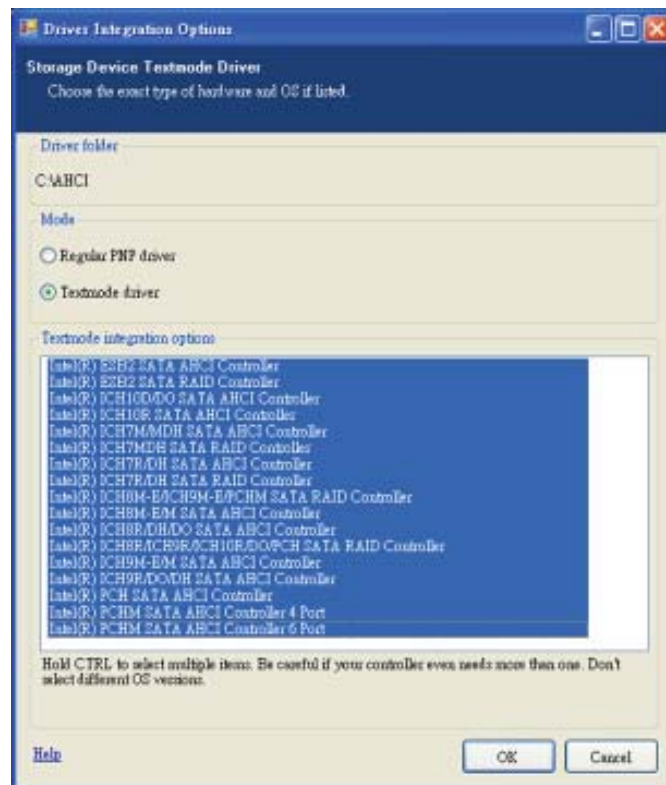 Driver Integration Options
Storage Device Textmode Driver
Choose the exact type of hardware and OS if listed.
Driver folder
C:\AHCI
Mode
Regular PNP driver
Textmode driver
Textmode integration options
Intel(R) ESB2 SATA AHCI Controller
Intel(R) ESB2 SATA RAID Controller
Intel(R) ICH10D/DO SATA AHCI Controller
Intel(R) ICH10R SATA AHCI Controller
Intel(R) ICH7M/MDH SATA AHCI Controller
Intel(R) ICH7MDH SATA RAID Controller
Intel(R) ICH7R/DH SATA AHCI Controller
Intel(R) ICH7R/DH SATA RAID Controller
Intel(R) ICH8M-E/ICH9M-E/PCHM SATA RAID Controller
Intel(R) ICH8M-E/M SATA AHCI Controller
Intel(R) ICH8R/DH/DO SATA AHCI Controller
Intel(R) ICH8R/ICH9R/ICH10R/DO/PCH SATA RAID Controller
Intel(R) ICH9M-E/M SATA AHCI Controller
Intel(R) ICH9R/DO/DH SATA AHCI Controller
Intel(R) PCH SATA AHCI Controller
Intel(R) PCHM SATA AHCI Controller 4 Port
Intel(R) PCHM SATA AHCI Controller 6 Port
Hold CTRL to select multiple items. Be careful if your controller even needs more than one. Don't
select different OS versions.
Help
OK
Cancel